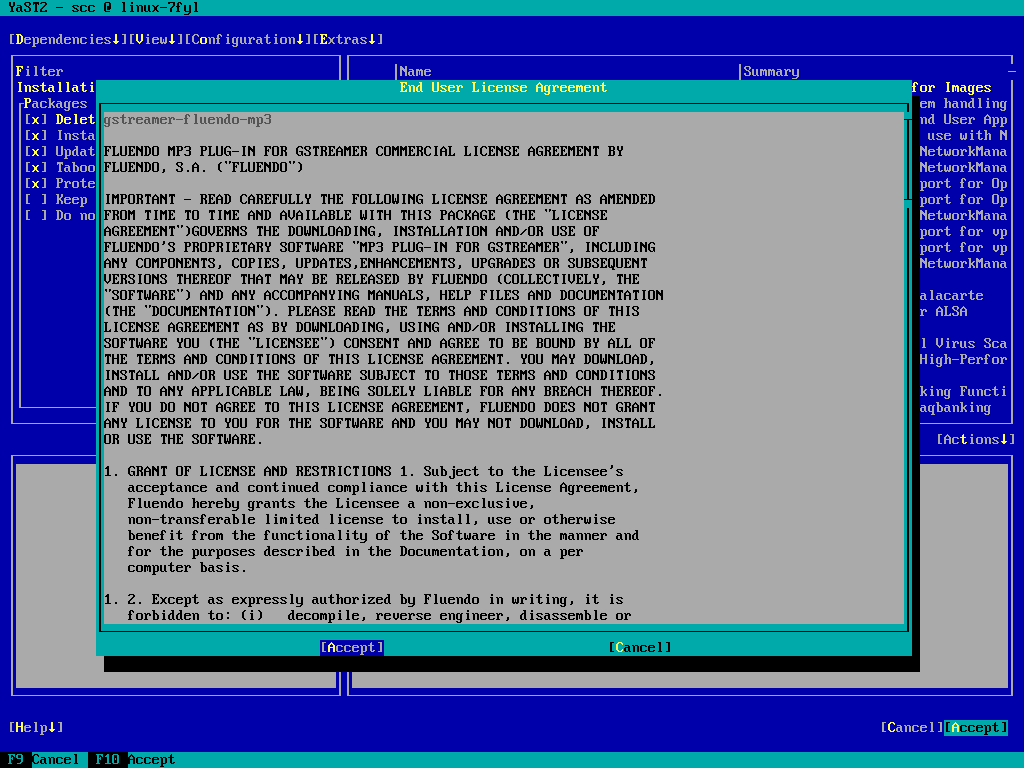 YaST2 - scc @ linux-7fyl
[Dependencies↓][View↓][Configuration↓][Extras↓]
Filter
Name
Summary
Installati
for Images
End User License Agreement
Packages
em handling
[x] Delet
nd User App
[x] Insta
use with N
[x] Updat
NetworkMana
[x] Taboo
NetworkMana
[x] Prote
port for Op
[ ] Keep
port for Op
[ ] Do no
NetworkMana
port for vp
port for vp
NetworkMana
alacarte
r ALSA
l Virus Sca
High-Perfor
king Functi
aqbanking
gstreamer-fluendo-mp3
FLUENDO MP3 PLUG-IN FOR GSTREAMER COMMERCIAL LICENSE AGREEMENT BY
FLUENDO, S.A. ("FLUENDO")
IMPORTANT - READ CAREFULLY THE FOLLOWING LICENSE AGREEMENT AS AMENDED
FROM TIME TO TIME AND AVAILABLE WITH THIS PACKAGE (THE "LICENSE
AGREEMENT")GOVERNS THE DOWNLOADING, INSTALLATION AND/OR USE OF
FLUENDO'S PROPRIETARY SOFTWARE "MP3 PLUG-IN FOR GSTREAMER", INCLUDING
ANY COMPONENTS, COPIES, UPDATES,ENHANCEMENTS, UPGRADES OR SUBSEQUENT
VERSIONS THEREOF THAT MAY BE RELEASED BY FLUENDO (COLLECTIVELY, THE
"SOFTWARE") AND ANY ACCOMPANYING MANUALS, HELP FILES AND DOCUMENTATION
(THE "DOCUMENTATION"). PLEASE READ THE TERMS AND CONDITIONS OF THIS
LICENSE AGREEMENT AS BY DOWNLOADING, USING AND/OR INSTALLING THE
SOFTWARE YOU (THE "LICENSEE") CONSENT AND AGREE TO BE BOUND BY ALL OF
THE TERMS AND CONDITIONS OF THIS LICENSE AGREEMENT. YOU MAY DOWNLOAD,
INSTALL AND/OR USE THE SOFTWARE SUBJECT TO THOSE TERMS AND CONDITIONS
AND TO ANY APPLICABLE LAW, BEING SOLELY LIABLE FOR ANY BREACH THEREOF.
IF YOU DO NOT AGREE TO THIS LICENSE AGREEMENT, FLUENDO DOES NOT GRANT
ANY LICENSE TO YOU FOR THE SOFTWARE AND YOU MAY NOT DOWNLOAD, INSTALL
OR USE THE SOFTWARE.
1. GRANT OF LICENSE AND RESTRICTIONS 1. Subject to the Licensee's
acceptance and continued compliance with this License Agreement,
Fluendo hereby grants the Licensee a non-exclusive,
non-transferable limited license to install, use or otherwise
benefit from the functionality of the Software in the manner and
for the purposes described in the Documentation, on a per
computer basis.
1. 2. Except as expressly authorized by Fluendo in writing, it is
forbidden to: (i)   decompile, reverse engineer, disassemble or
[Accept]
[Cancel]
[Actions↓]
[Help↓]
[Cancel][Accept]
F9 Cancel F10 Accept